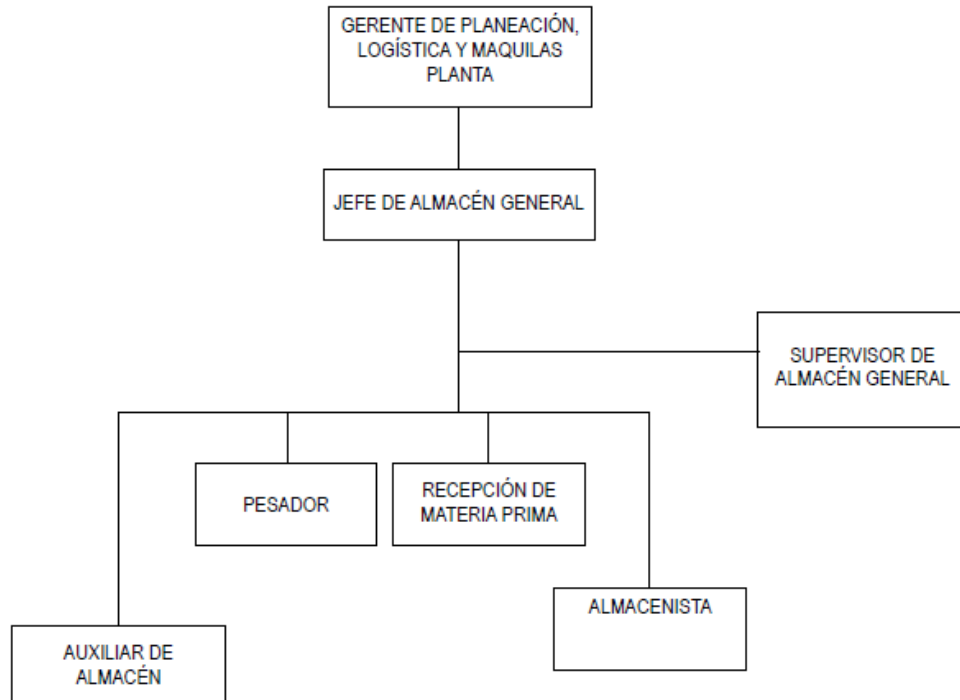 GERENTE DE PLANEACIÓN,
LOGÍSTICA Y MAQUILAS
PLANTA
JEFE DE ALMACÉN GENERAL
SUPERVISOR DE
ALMACÉN GENERAL
PESADOR
RECEPCIÓN DE
MATERIA PRIMA
ALMACENISTA
AUXILIAR DE
ALMACÉN